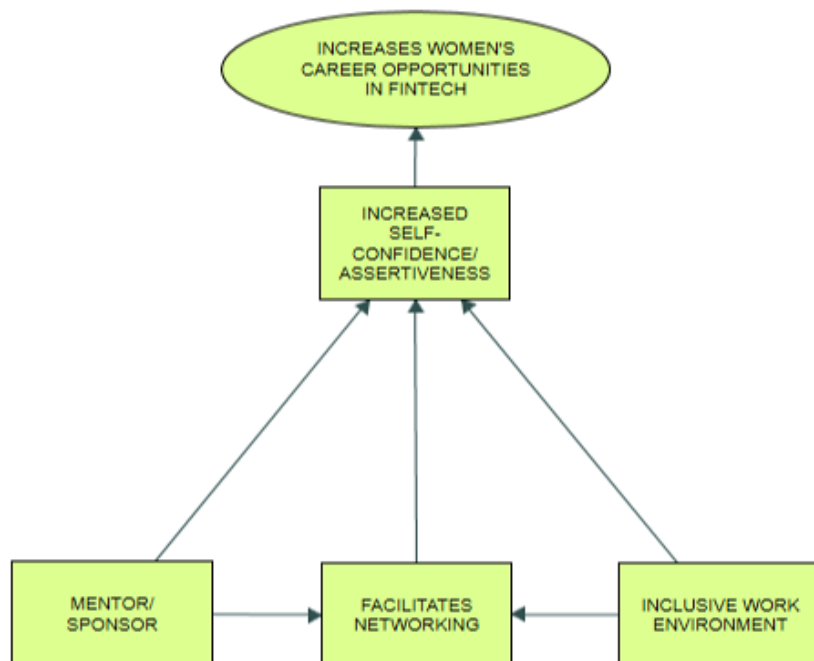 INCREASES WOMEN'S
CAREER OPPORTUNITIES
IN FINTECH
INCREASED
SELF-
CONFIDENCE/
ASSERTIVENESS
MENTOR/
SPONSOR
FACILITATES
NETWORKING
INCLUSIVE WORK
ENVIRONMENT